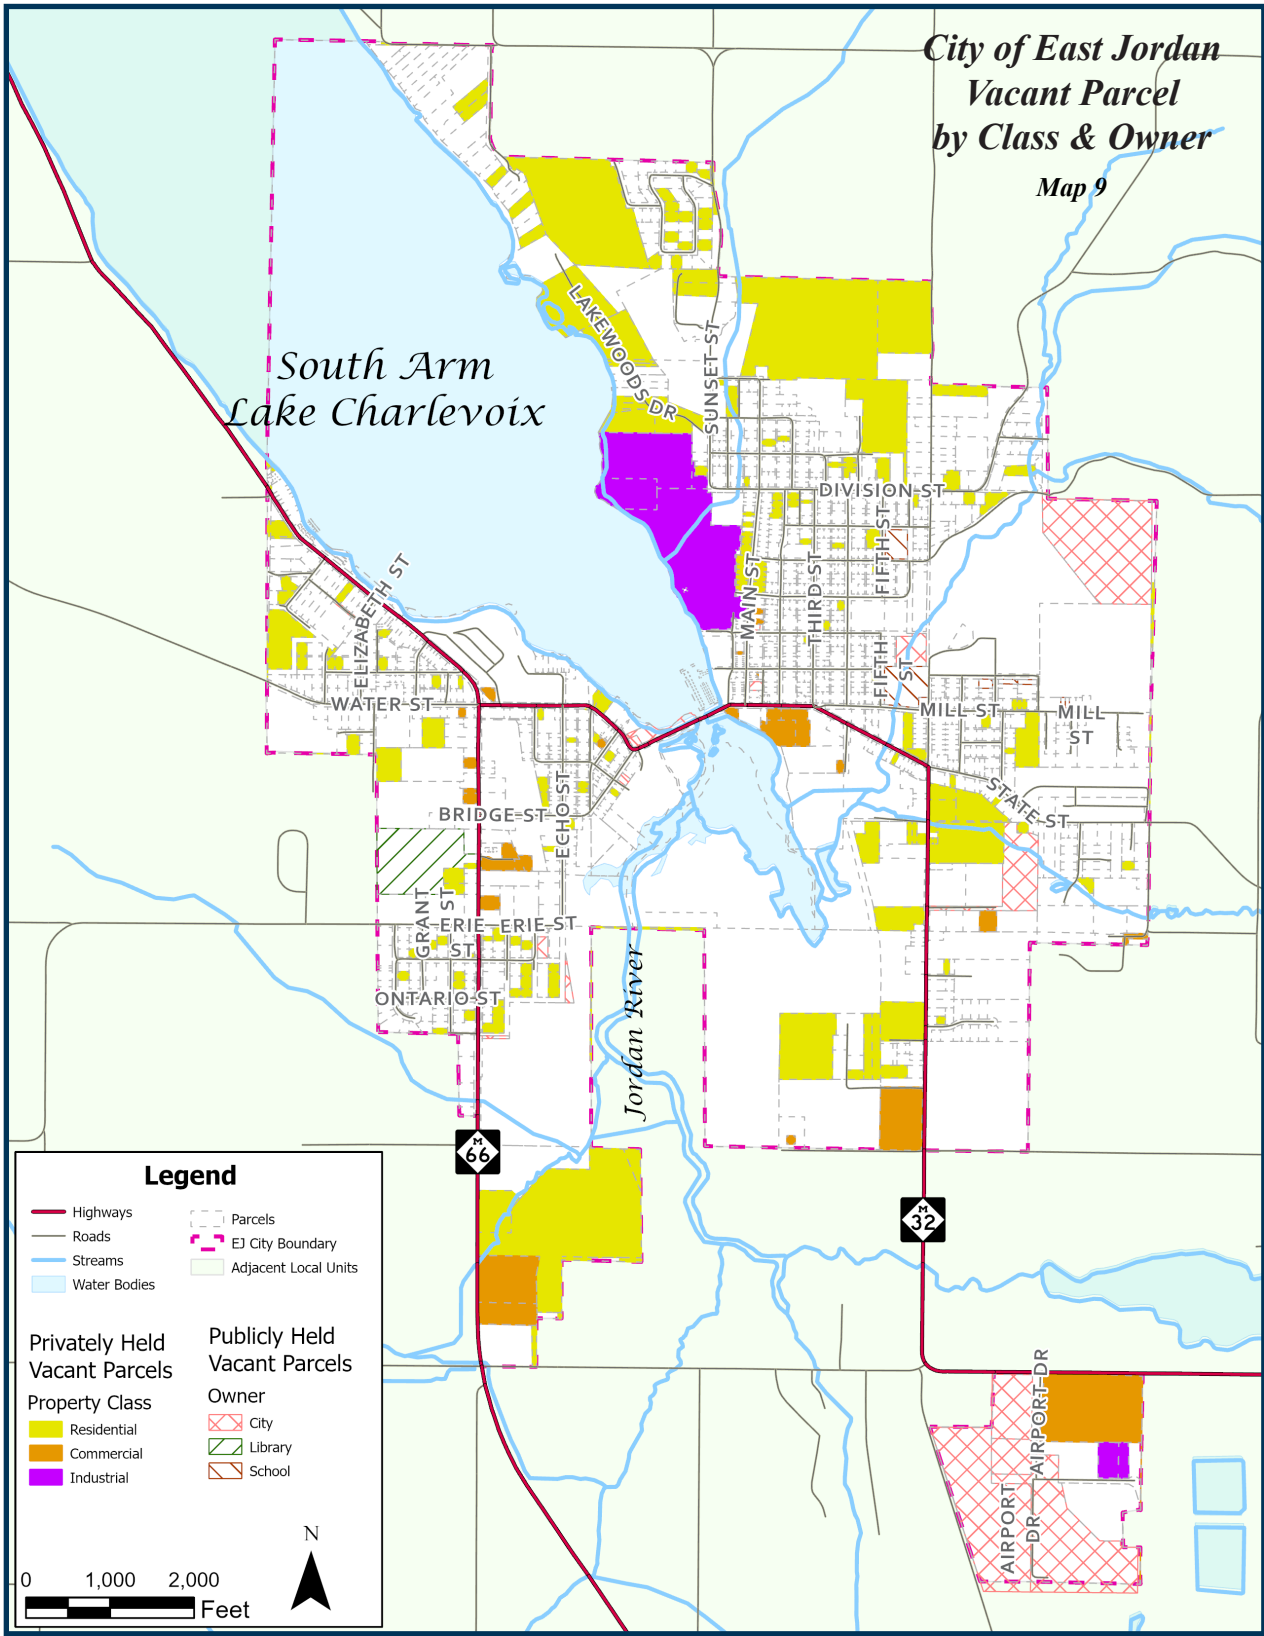 City of East Jordan
Vacant Parcel
by Class & Owner
Map 9
South Arm
Lake Charlevoix
LAKEWOODS DR
SUNSET ST
DIVISION ST
FIFTH ST
MAIN ST
THIRD ST
ELIZABETH ST
FIFTH
ST
WATER ST
MILL ST
MILL
ST
STATE ST
BRIDGE ST
ECHO ST
GRANT
ST
ERIE
ST
ERIE ST
ONTARIO ST
Jordan River
M
66
M
32
AIRPORT DR
AIRPORT
DR
Legend
Highways
Roads
Streams
Water Bodies
Parcels
EJ City Boundary
Adjacent Local Units
Privately Held
Vacant Parcels
Property Class
Residential
Commercial
Industrial
Publicly Held
Vacant Parcels
Owner
City
Library
School
N
0 1,000 2,000
Feet